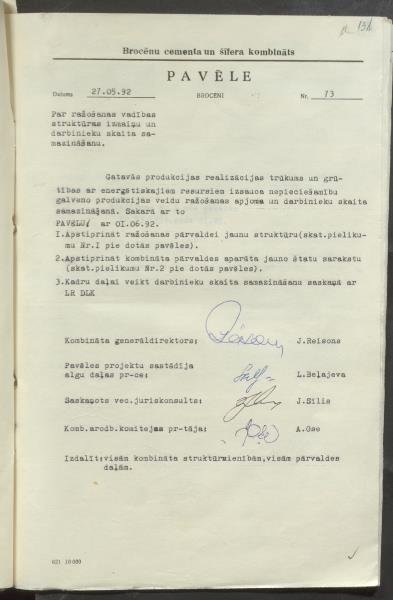 131
Brocēnu cementa un šīfera kombināts
PAVĒLE
Datums 27.05.92 BROCĒNI Nr. 73
Par ražošanas vadības
struktūras izmaiņu un
darbinieku skaita sa-
mazināšanu.
Gatavās produkcijas realizācijas trūkums un grū-
tības ar enerģētiskajiem resursiem izsauca nepieciešamību
galveno produkcijas veidu ražošanas apjoma un darbinieku skaita
samazināšanā. Sakarā ar to
PAVĒLU: ar 01.06.92.
I.Apstiprināt ražošanas pārvaldei jaunu struktūru(skat.pieliku-
mu Nr.I pie dotās pavēles).
2.Apstiprināt kombināta pārvaldes aparāta jauno štatu sarakstu
(skat.pielikumu Nr.2 pie dotās pavēles).
3.Kadru daļai veikt darbinieku skaita samazināšanu saskaņā ar
LR DLK
Kombināta ģenerāldirektors: J.Reisons
Pavēles projektu sastādīja
algu daļas pr-ce: L.Beļajeva
Saskaņots vec.juriskonsults: J.Sīlis
Komb.arodb.komitejas pr-tāja: A.Ose
Izdalīt:visām kombināta struktūrvienībām,visām pārvaldes
daļām.
021 10 000